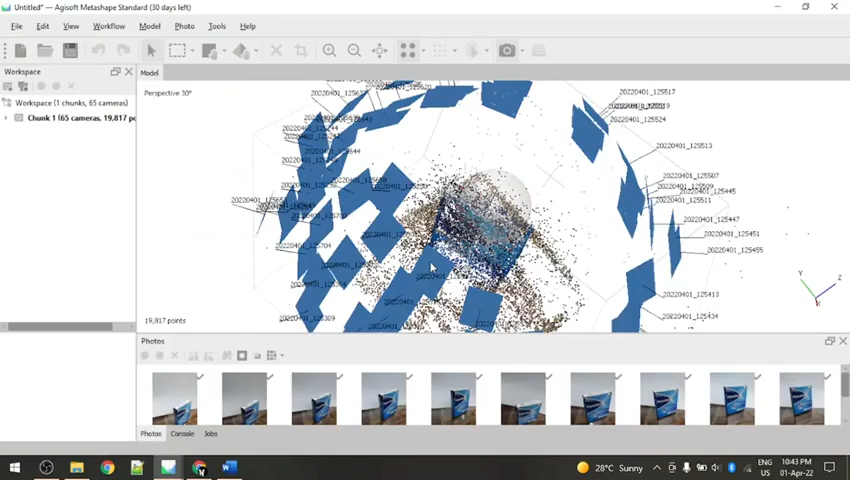 Untitled* — Agisoft Metashape Standard (30 days left)
File Edit View Workflow Model Photo Tools Help
Workspace
Model
Workspace (1 chunks, 65 cameras)
Chunk 1 (65 cameras, 19,817 po
Perspective 30°
20220401_125517
20220401_125524
20220401_125513
20220401_125507
20220401_125509
20220401_125445
20220401_125511
20220401_125447
20220401_125451
20220401_125455
20220401_125413
20220401_125434
20220401_125704
20220401_125309
Y
Z
X
19,817 points
Photos
Photos Console Jobs
28°C Sunny
ENG
US
10:43 PM
01-Apr-22